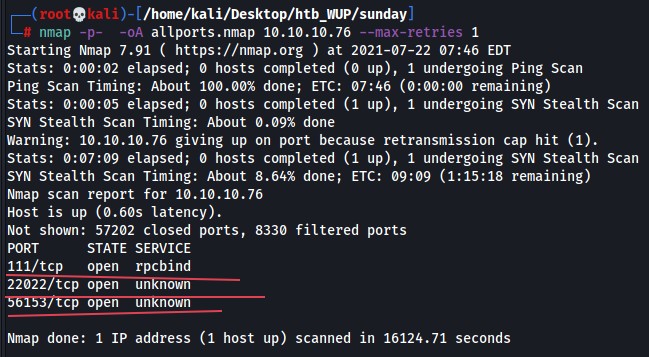 (root💀kali)-[/home/kali/Desktop/htb_WUP/sunday]
# nmap -p- -oA allports.nmap 10.10.10.76 --max-retries 1
Starting Nmap 7.91 ( https://nmap.org ) at 2021-07-22 07:46 EDT
Stats: 0:00:02 elapsed; 0 hosts completed (0 up), 1 undergoing Ping Scan
Ping Scan Timing: About 100.00% done; ETC: 07:46 (0:00:00 remaining)
Stats: 0:00:05 elapsed; 0 hosts completed (1 up), 1 undergoing SYN Stealth Scan
SYN Stealth Scan Timing: About 0.09% done
Warning: 10.10.10.76 giving up on port because retransmission cap hit (1).
Stats: 0:07:09 elapsed; 0 hosts completed (1 up), 1 undergoing SYN Stealth Scan
SYN Stealth Scan Timing: About 8.64% done; ETC: 09:09 (1:15:18 remaining)
Nmap scan report for 10.10.10.76
Host is up (0.60s latency).
Not shown: 57202 closed ports, 8330 filtered ports
PORT STATE SERVICE
111/tcp open rpcbind
22022/tcp open unknown
56153/tcp open unknown
Nmap done: 1 IP address (1 host up) scanned in 16124.71 seconds